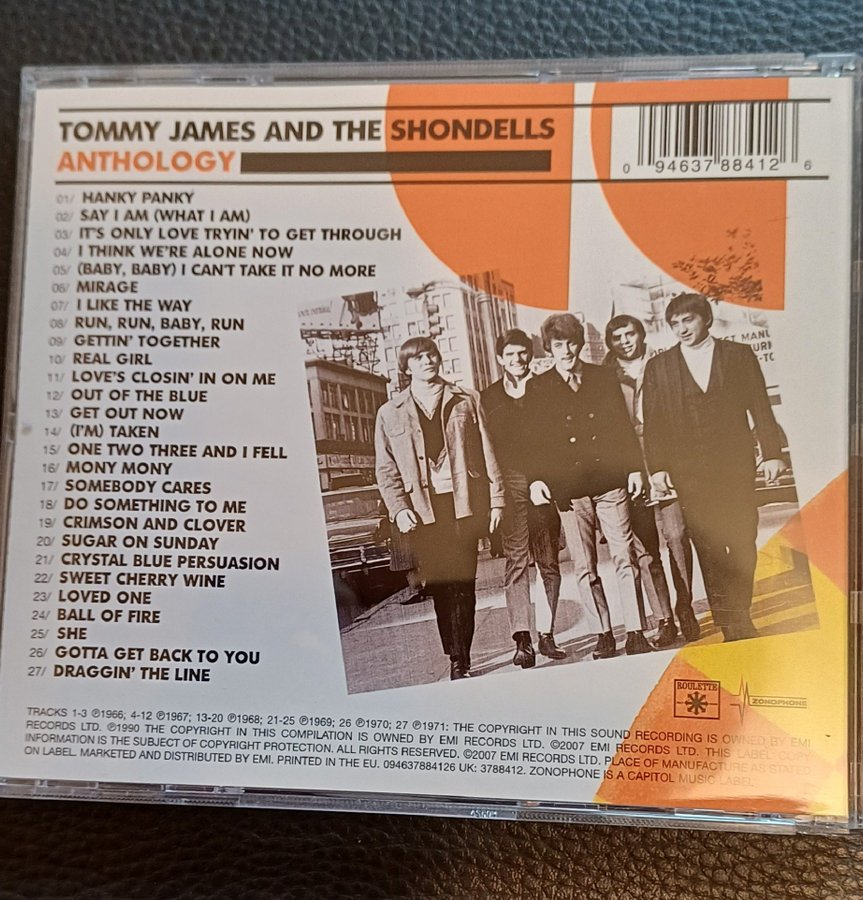 TOMMY JAMES AND THE SHONDELLS
ANTHOLOGY
0 94637 88412 6
01/ HANKY PANKY
02/ SAY I AM (WHAT I AM)
03/ IT'S ONLY LOVE TRYIN' TO GET THROUGH
04/ I THINK WE'RE ALONE NOW
05/ (BABY, BABY) I CAN'T TAKE IT NO MORE
06/ MIRAGE
07/ I LIKE THE WAY
08/ RUN, RUN, BABY, RUN
09/ GETTIN' TOGETHER
10/ REAL GIRL
11/ LOVE'S CLOSIN' IN ON ME
12/ OUT OF THE BLUE
13/ GET OUT NOW
14/ (I'M) TAKEN
15/ ONE TWO THREE AND I FELL
16/ MONY MONY
17/ SOMEBODY CARES
18/ DO SOMETHING TO ME
19/ CRIMSON AND CLOVER
20/ SUGAR ON SUNDAY
21/ CRYSTAL BLUE PERSUASION
22/ SWEET CHERRY WINE
23/ LOVED ONE
24/ BALL OF FIRE
25/ SHE
26/ GOTTA GET BACK TO YOU
27/ DRAGGIN' THE LINE
ROULETTE
ZONOPHONE
TRACKS 1-3 ℗1966; 4-12 ℗1967; 13-20 ℗1968; 21-25 ℗1969; 26 ℗1970; 27 ℗1971: THE COPYRIGHT IN THIS SOUND RECORDING IS OWNED BY EMI
RECORDS LTD. ℗1990 THE COPYRIGHT IN THIS COMPILATION IS OWNED BY EMI RECORDS LTD. ©2007 EMI RECORDS LTD. THIS LABEL COPY
INFORMATION IS THE SUBJECT OF COPYRIGHT PROTECTION. ALL RIGHTS RESERVED. ©2007 EMI RECORDS LTD. PLACE OF MANUFACTURE AS STATED
ON LABEL. MARKETED AND DISTRIBUTED BY EMI. PRINTED IN THE EU. 094637884126 UK: 3788412. ZONOPHONE IS A CAPITOL MUSIC LABEL